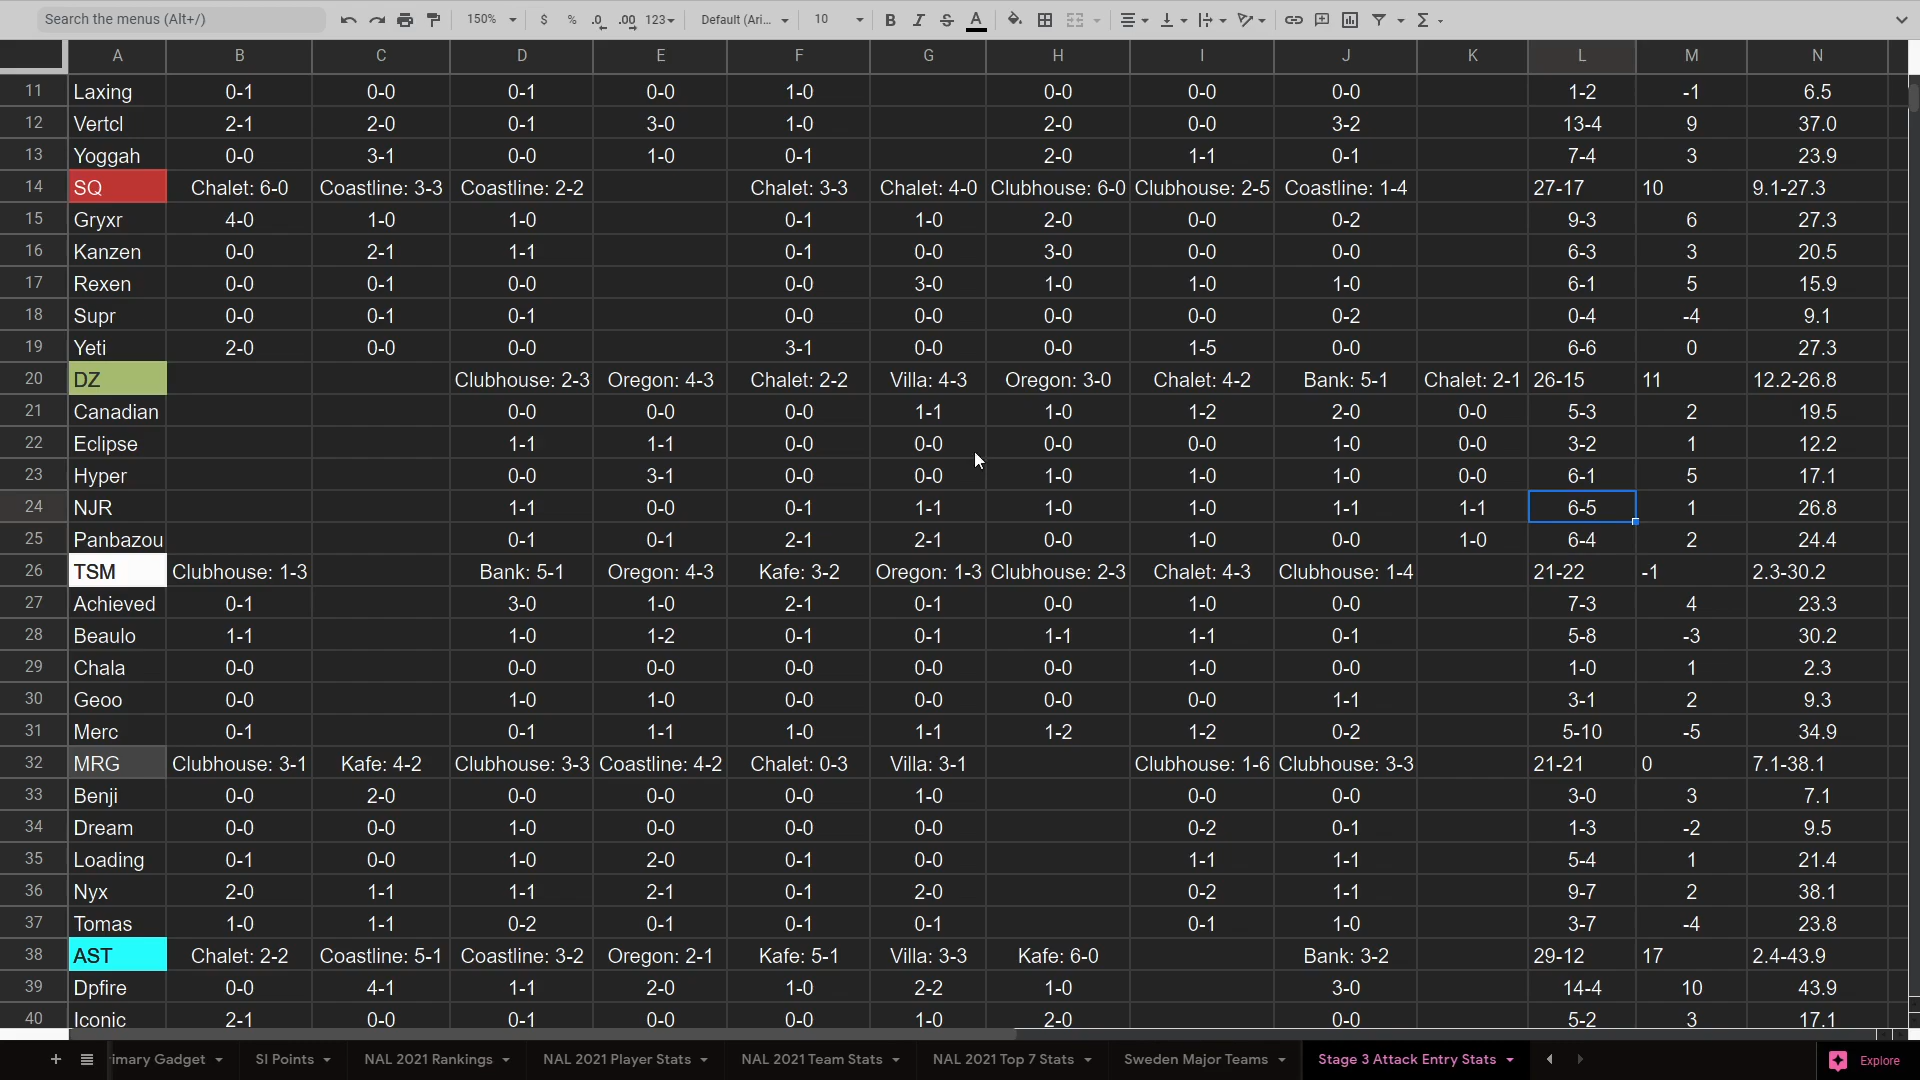 Search the menus (Alt+/) 150% $ % .0 .00 123 Default (Ari... 10 B I S A Σ
A B C D E F G H I J K L M N
11 Laxing 0-1 0-0 0-1 0-0 1-0 0-0 0-0 0-0 1-2 -1 6.5
12 Vertcl 2-1 2-0 0-1 3-0 1-0 2-0 0-0 3-2 13-4 9 37.0
13 Yoggah 0-0 3-1 0-0 1-0 0-1 2-0 1-1 0-1 7-4 3 23.9
14 SQ Chalet: 6-0 Coastline: 3-3 Coastline: 2-2 Chalet: 3-3 Chalet: 4-0 Clubhouse: 6-0 Clubhouse: 2-5 Coastline: 1-4 27-17 10 9.1-27.3
15 Gryxr 4-0 1-0 1-0 0-1 1-0 2-0 0-0 0-2 9-3 6 27.3
16 Kanzen 0-0 2-1 1-1 0-1 0-0 3-0 0-0 0-0 6-3 3 20.5
17 Rexen 0-0 0-1 0-0 0-0 3-0 1-0 1-0 1-0 6-1 5 15.9
18 Supr 0-0 0-1 0-1 0-0 0-0 0-0 0-0 0-2 0-4 -4 9.1
19 Yeti 2-0 0-0 0-0 3-1 0-0 0-0 1-5 0-0 6-6 0 27.3
20 DZ Clubhouse: 2-3 Oregon: 4-3 Chalet: 2-2 Villa: 4-3 Oregon: 3-0 Chalet: 4-2 Bank: 5-1 Chalet: 2-1 26-15 11 12.2-26.8
21 Canadian 0-0 0-0 0-0 1-1 1-0 1-2 2-0 0-0 5-3 2 19.5
22 Eclipse 1-1 1-1 0-0 0-0 0-0 0-0 1-0 0-0 3-2 1 12.2
23 Hyper 0-0 3-1 0-0 0-0 1-0 1-0 1-0 0-0 6-1 5 17.1
24 NJR 1-1 0-0 0-1 1-1 1-0 1-0 1-1 1-1 6-5 1 26.8
25 Panbazou 0-1 0-1 2-1 2-1 0-0 1-0 0-0 1-0 6-4 2 24.4
26 TSM Clubhouse: 1-3 Bank: 5-1 Oregon: 4-3 Kafe: 3-2 Oregon: 1-3 Clubhouse: 2-3 Chalet: 4-3 Clubhouse: 1-4 21-22 -1 2.3-30.2
27 Achieved 0-1 3-0 1-0 2-1 0-1 0-0 1-0 0-0 7-3 4 23.3
28 Beaulo 1-1 1-0 1-2 0-1 0-1 1-1 1-1 0-1 5-8 -3 30.2
29 Chala 0-0 0-0 0-0 0-0 0-0 0-0 1-0 0-0 1-0 1 2.3
30 Geoo 0-0 1-0 1-0 0-0 0-0 0-0 0-0 1-1 3-1 2 9.3
31 Merc 0-1 0-1 1-1 1-0 1-1 1-2 1-2 0-2 5-10 -5 34.9
32 MRG Clubhouse: 3-1 Kafe: 4-2 Clubhouse: 3-3 Coastline: 4-2 Chalet: 0-3 Villa: 3-1 Clubhouse: 1-6 Clubhouse: 3-3 21-21 0 7.1-38.1
33 Benji 0-0 2-0 0-0 0-0 0-0 1-0 0-0 0-0 3-0 3 7.1
34 Dream 0-0 0-0 1-0 0-0 0-0 0-0 0-2 0-1 1-3 -2 9.5
35 Loading 0-1 0-0 1-0 2-0 0-1 0-0 1-1 1-1 5-4 1 21.4
36 Nyx 2-0 1-1 1-1 2-1 0-1 2-0 0-2 1-1 9-7 2 38.1
37 Tomas 1-0 1-1 0-2 0-1 0-1 0-1 0-1 1-0 3-7 -4 23.8
38 AST Chalet: 2-2 Coastline: 5-1 Coastline: 3-2 Oregon: 2-1 Kafe: 5-1 Villa: 3-3 Kafe: 6-0 Bank: 3-2 29-12 17 2.4-43.9
39 Dpfire 0-0 4-1 1-1 2-0 1-0 2-2 1-0 3-0 14-4 10 43.9
40 Iconic 2-1 0-0 0-1 0-0 0-0 1-0 2-0 0-0 5-2 3 17.1
imary Gadget SI Points NAL 2021 Rankings NAL 2021 Player Stats NAL 2021 Team Stats NAL 2021 Top 7 Stats Sweden Major Teams Stage 3 Attack Entry Stats Explore